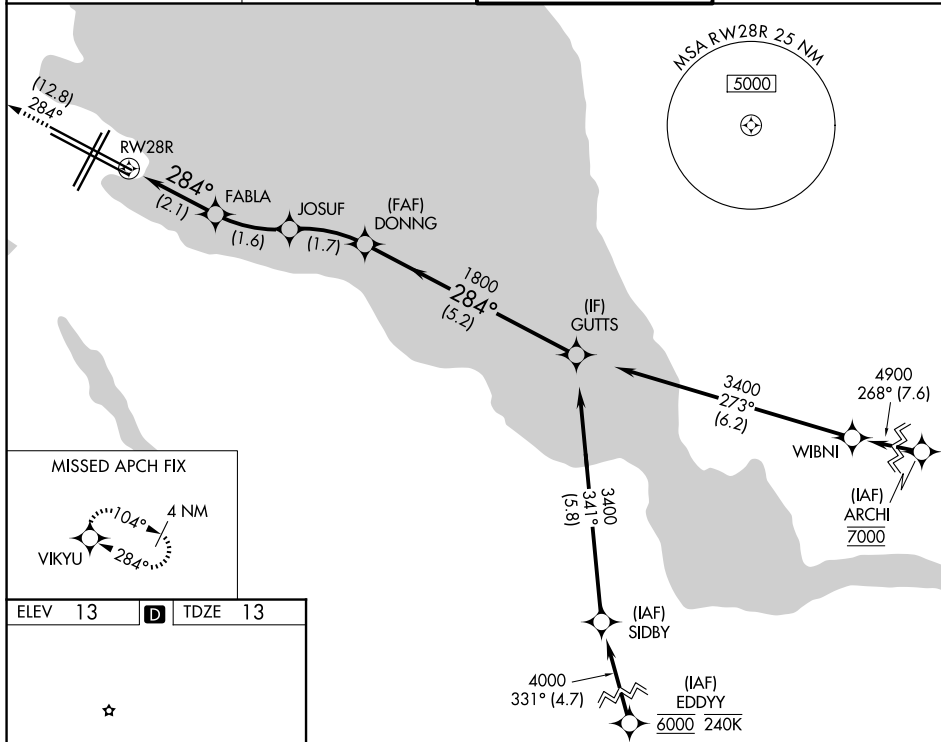 MSA RW28R 25 NM
5000
(12.8)
284°
RW28R
284°
(2.1)
FABLA
(1.6)
JOSUF
(1.7)
(FAF)
DONNG
1800
284°
(5.2)
(IF)
GUTTS
3400
273°
(6.2)
4900
268° (7.6)
WIBNI
(IAF)
ARCHI
7000
3400
341°
(5.8)
MISSED APCH FIX
104°
4 NM
VIKYU
284°
(IAF)
SIDBY
4000
331° (4.7)
(IAF)
EDDYY
6000 240K
ELEV 13 D TDZE 13